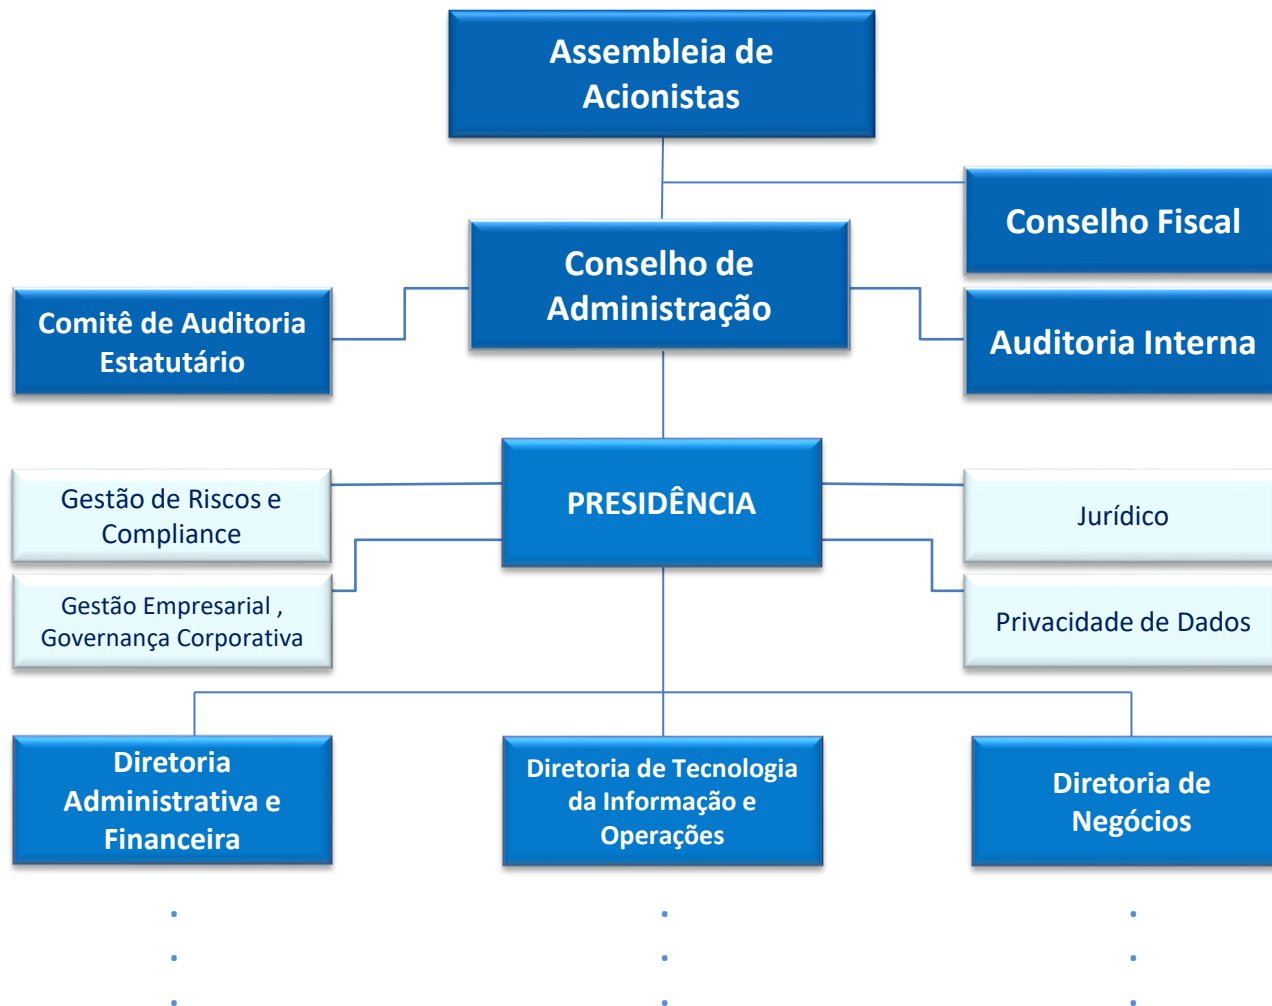 Assembleia de
Acionistas
Conselho Fiscal
Conselho de
Administração
Comitê de Auditoria
Estatutário
Auditoria Interna
PRESIDÊNCIA
Gestão de Riscos e
Compliance
Jurídico
Gestão Empresarial ,
Governança Corporativa
Privacidade de Dados
Diretoria
Administrativa e
Financeira
Diretoria de Tecnologia
da Informação e
Operações
Diretoria de
Negócios